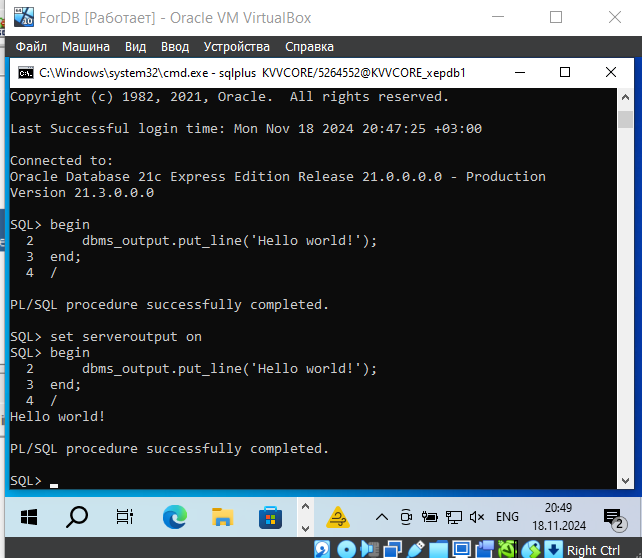 ForDB [Работает] - Oracle VM VirtualBox
Файл Машина Вид Ввод Устройства Справка
C:\Windows\system32\cmd.exe - sqlplus KVVCORE/5264552@KVVCORE_xepdb1
Copyright (c) 1982, 2021, Oracle.  All rights reserved.
Last Successful login time: Mon Nov 18 2024 20:47:25 +03:00
Connected to:
Oracle Database 21c Express Edition Release 21.0.0.0.0 - Production
Version 21.3.0.0.0
SQL> begin
  2      dbms_output.put_line('Hello world!');
  3  end;
  4  /
PL/SQL procedure successfully completed.
SQL> set serveroutput on
SQL> begin
  2      dbms_output.put_line('Hello world!');
  3  end;
  4  /
Hello world!
PL/SQL procedure successfully completed.
SQL>
ENG
20:49
18.11.2024
2
Right Ctrl